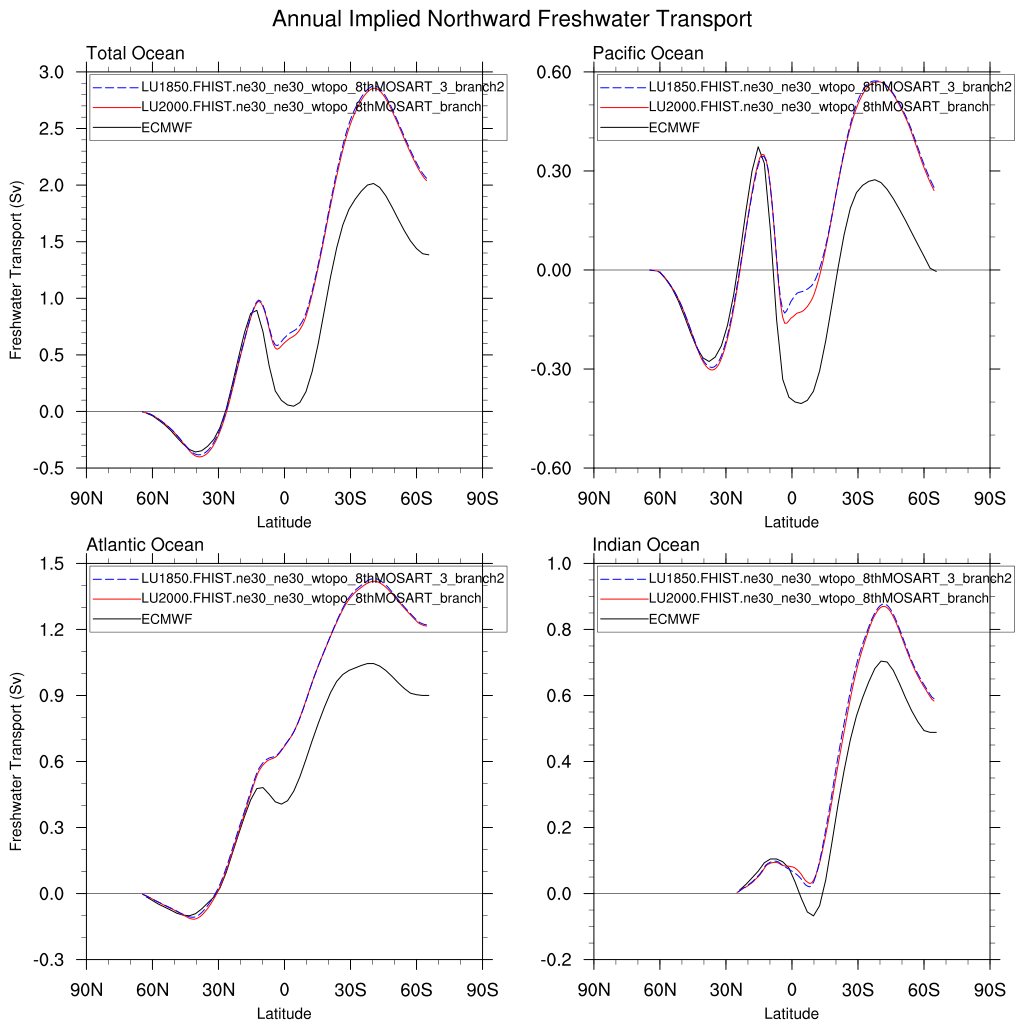 Annual Implied Northward Freshwater Transport
Total Ocean
LU1850.FHIST.ne30_ne30_wtopo_8thMOSART_3_branch2
LU2000.FHIST.ne30_ne30_wtopo_8thMOSART_branch
ECMWF
Freshwater Transport (Sv)
3.0
2.5
2.0
1.5
1.0
0.5
0.0
-0.5
90N 60N 30N 0 30S 60S 90S
Latitude
Pacific Ocean
LU1850.FHIST.ne30_ne30_wtopo_8thMOSART_3_branch2
LU2000.FHIST.ne30_ne30_wtopo_8thMOSART_branch
ECMWF
0.60
0.30
0.00
-0.30
-0.60
90N 60N 30N 0 30S 60S 90S
Latitude
Atlantic Ocean
LU1850.FHIST.ne30_ne30_wtopo_8thMOSART_3_branch2
LU2000.FHIST.ne30_ne30_wtopo_8thMOSART_branch
ECMWF
Freshwater Transport (Sv)
1.5
1.2
0.9
0.6
0.3
0.0
-0.3
90N 60N 30N 0 30S 60S 90S
Latitude
Indian Ocean
LU1850.FHIST.ne30_ne30_wtopo_8thMOSART_3_branch2
LU2000.FHIST.ne30_ne30_wtopo_8thMOSART_branch
ECMWF
1.0
0.8
0.6
0.4
0.2
0.0
-0.2
90N 60N 30N 0 30S 60S 90S
Latitude